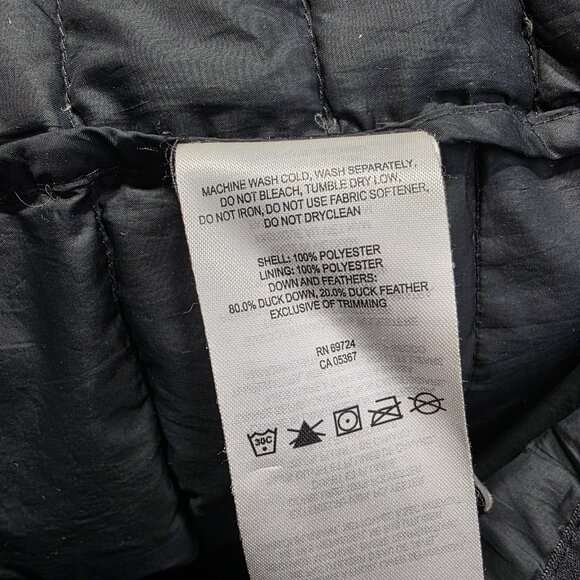 MACHINE WASH COLD, WASH SEPARATELY,
DO NOT BLEACH, TUMBLE DRY LOW,
DO NOT IRON, DO NOT USE FABRIC SOFTENER,
DO NOT DRYCLEAN
SHELL: 100% POLYESTER
LINING: 100% POLYESTER
DOWN AND FEATHERS:
80.0% DUCK DOWN, 20.0% DUCK FEATHER
EXCLUSIVE OF TRIMMING
RN 69724
CA 05367
30C